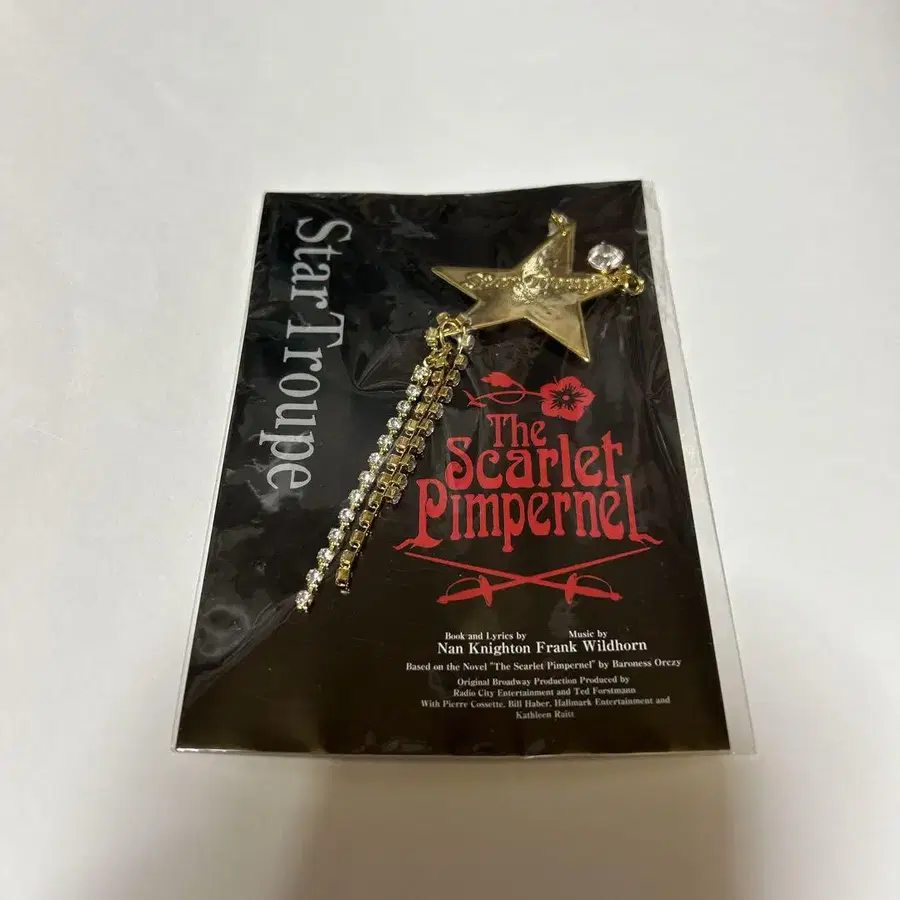 Star Troupe
Star Troupe
The
Scarlet
Pimpernel
Book and Lyrics by Music by
Nan Knighton Frank Wildhorn
Based on the Novel "The Scarlet Pimpernel" by Baroness Orczy
Original Broadway Production Produced by
Radio City Entertainment and Ted Forstmann
With Pierre Cossette, Bill Haber, Hallmark Entertainment and
Kathleen Raitt